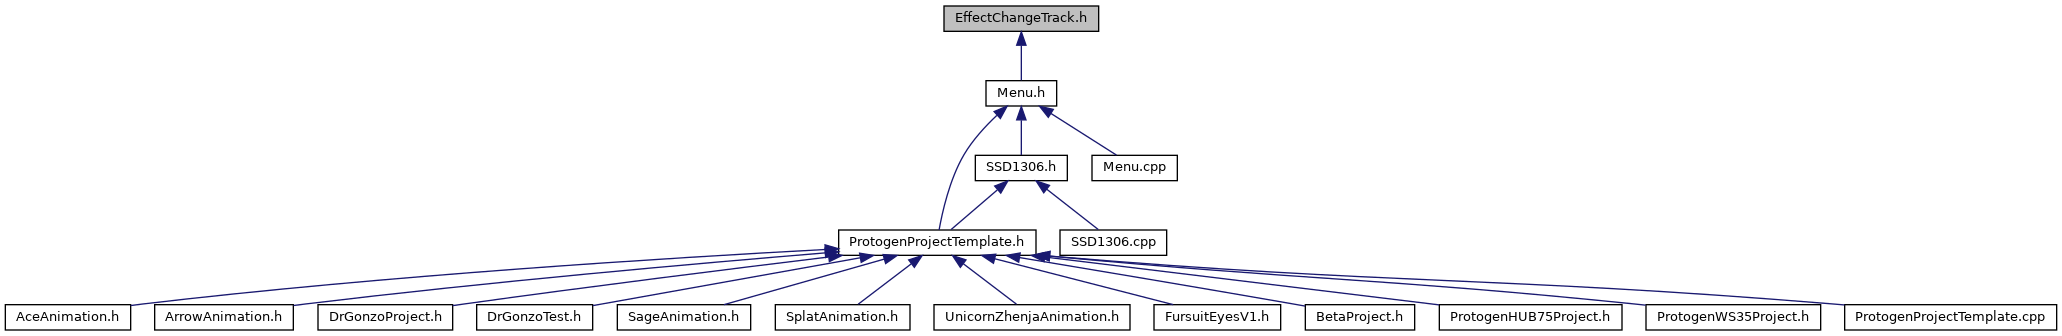 EffectChangeTrack.h
Menu.h
SSD1306.h
Menu.cpp
ProtogenProjectTemplate.h
SSD1306.cpp
AceAnimation.h
ArrowAnimation.h
DrGonzoProject.h
DrGonzoTest.h
SageAnimation.h
SplatAnimation.h
UnicornZhenjaAnimation.h
FursuitEyesV1.h
BetaProject.h
ProtogenHUB75Project.h
ProtogenWS35Project.h
ProtogenProjectTemplate.cpp